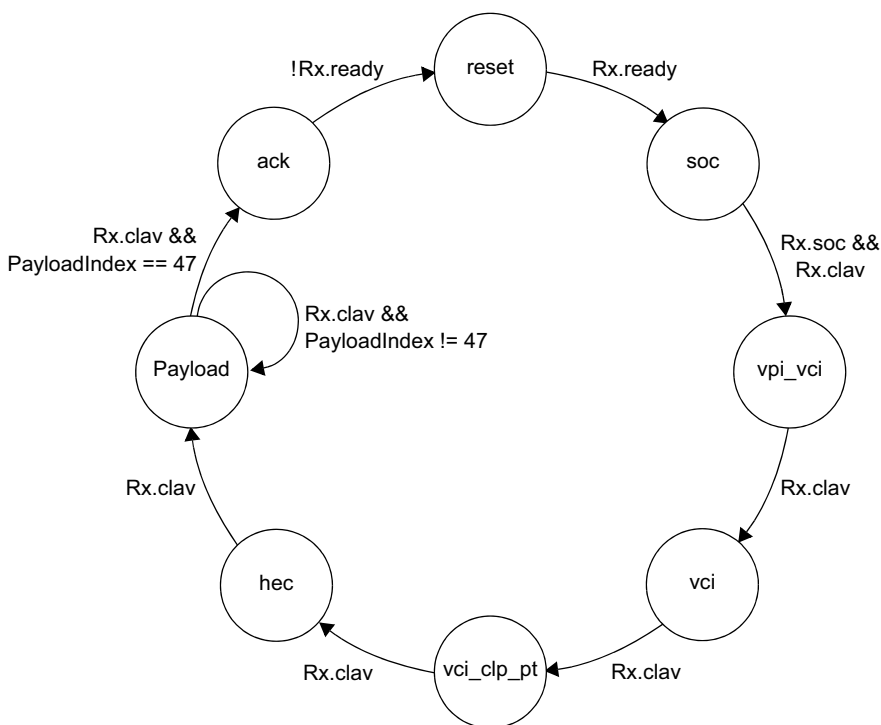 reset
!Rx.ready
Rx.ready
ack
soc
Rx.clav &&
PayloadIndex == 47
Rx.soc &&
Rx.clav
Rx.clav &&
PayloadIndex != 47
Payload
vpi_vci
Rx.clav
Rx.clav
hec
vci
Rx.clav
vci_clp_pt
Rx.clav